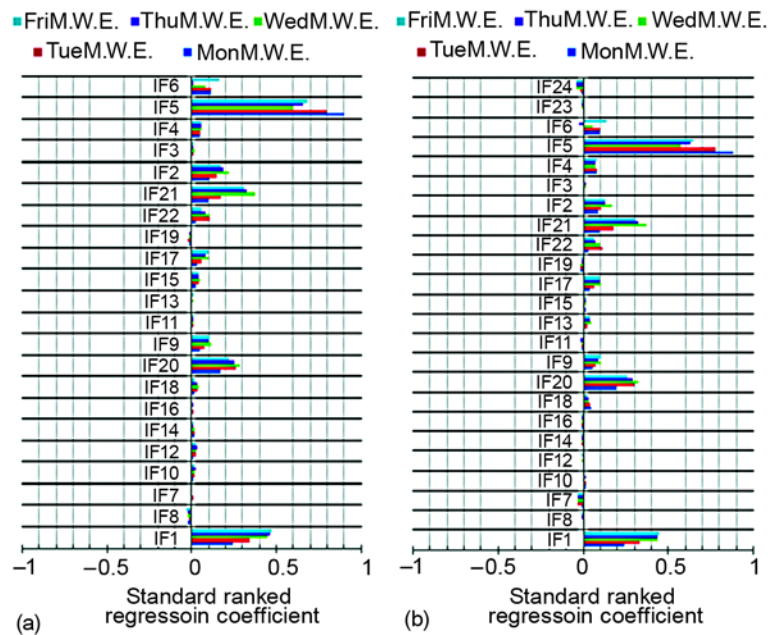 FriM.W.E. ThuM.W.E. WedM.W.E.
TueM.W.E. MonM.W.E.
IF6
IF5
IF4
IF3
IF2
IF21
IF22
IF19
IF17
IF15
IF13
IF11
IF9
IF20
IF18
IF16
IF14
IF12
IF10
IF7
IF8
IF1
−1 −0.5 0 0.5 1
Standard ranked
regressoin coefficient
(a)
FriM.W.E. ThuM.W.E. WedM.W.E.
TueM.W.E. MonM.W.E.
IF24
IF23
IF6
IF5
IF4
IF3
IF2
IF21
IF22
IF19
IF17
IF15
IF13
IF11
IF9
IF20
IF18
IF16
IF14
IF12
IF10
IF7
IF8
IF1
−1 −0.5 0 0.5 1
Standard ranked
regressoin coefficient
(b)